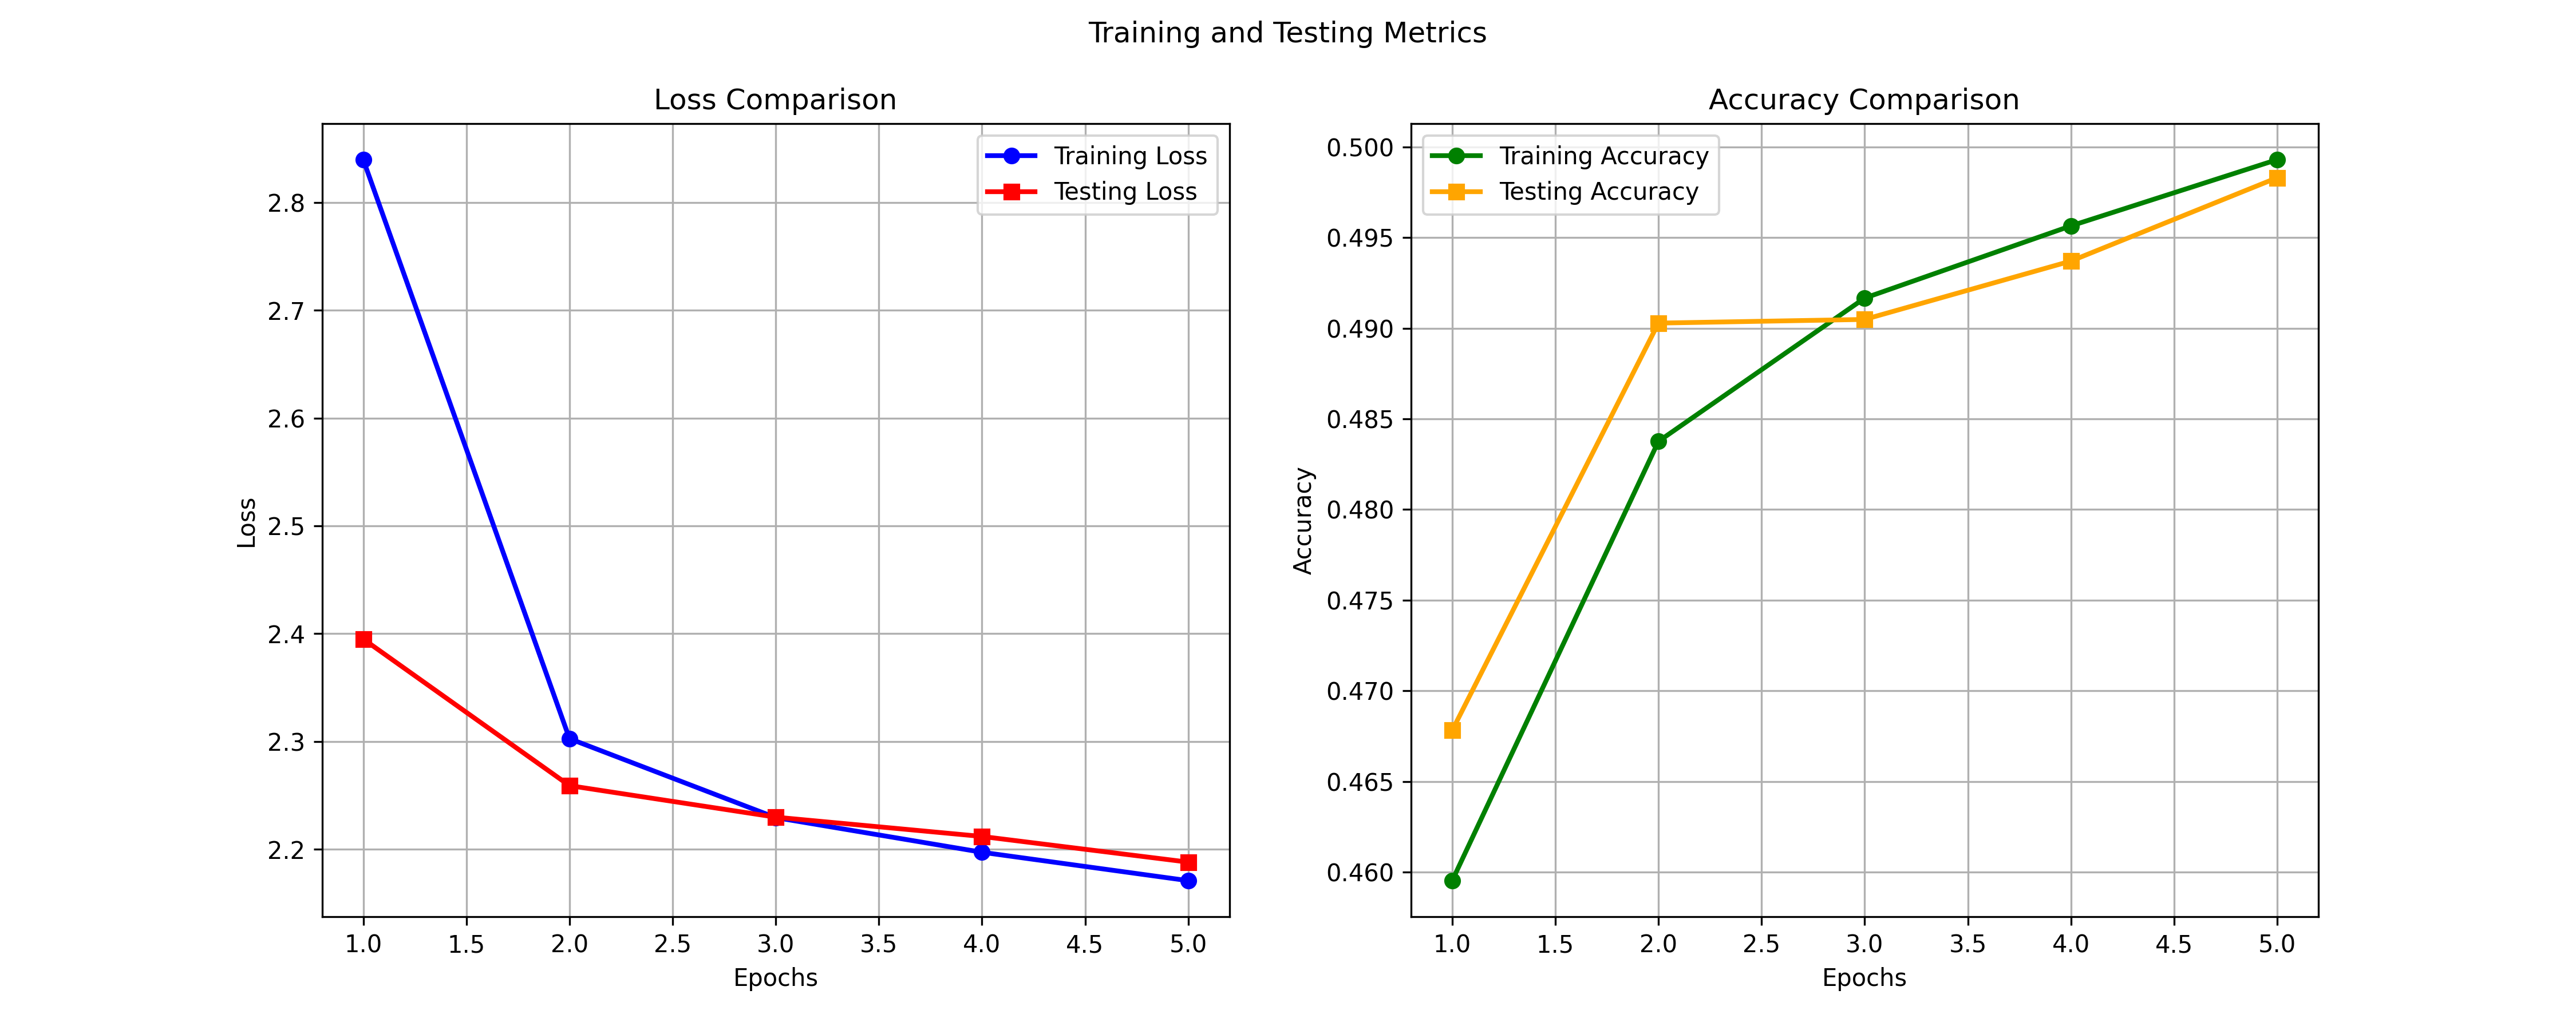 Training and Testing Metrics
Loss Comparison
Training Loss
Testing Loss
2.8
2.7
2.6
2.5
2.4
2.3
2.2
Loss
1.0 1.5 2.0 2.5 3.0 3.5 4.0 4.5 5.0
Epochs
Accuracy Comparison
Training Accuracy
Testing Accuracy
0.500
0.495
0.490
0.485
0.480
0.475
0.470
0.465
0.460
Accuracy
1.0 1.5 2.0 2.5 3.0 3.5 4.0 4.5 5.0
Epochs